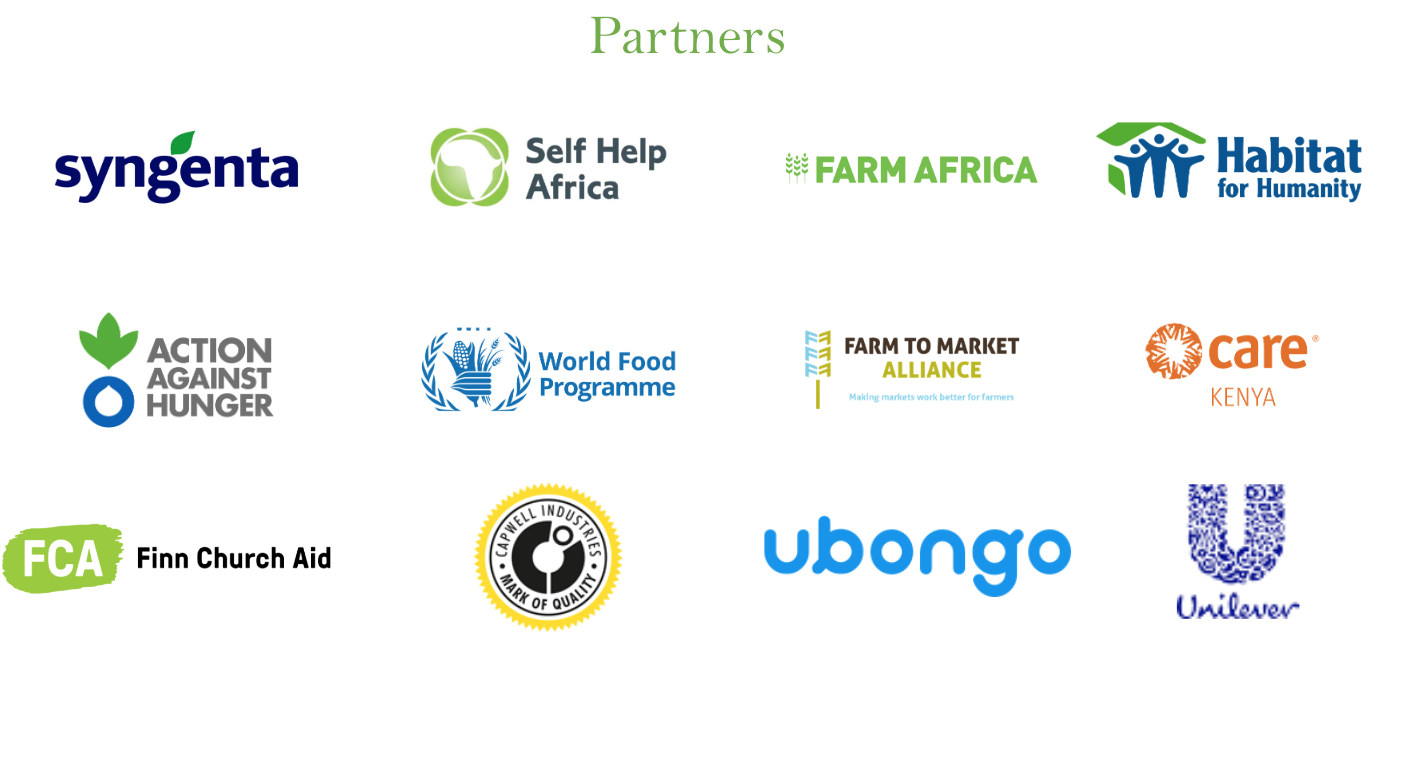 Partners
syngenta
Self Help
Africa
FARM AFRICA
Habitat
for Humanity
ACTION
AGAINST
HUNGER
World Food
Programme
FARM TO MARKET
ALLIANCE
Making markets work better for farmers
care®
KENYA
FCA
Finn Church Aid
CAPWELL INDUSTRIES
• MARK OF QUALITY •
ubongo
Unilever